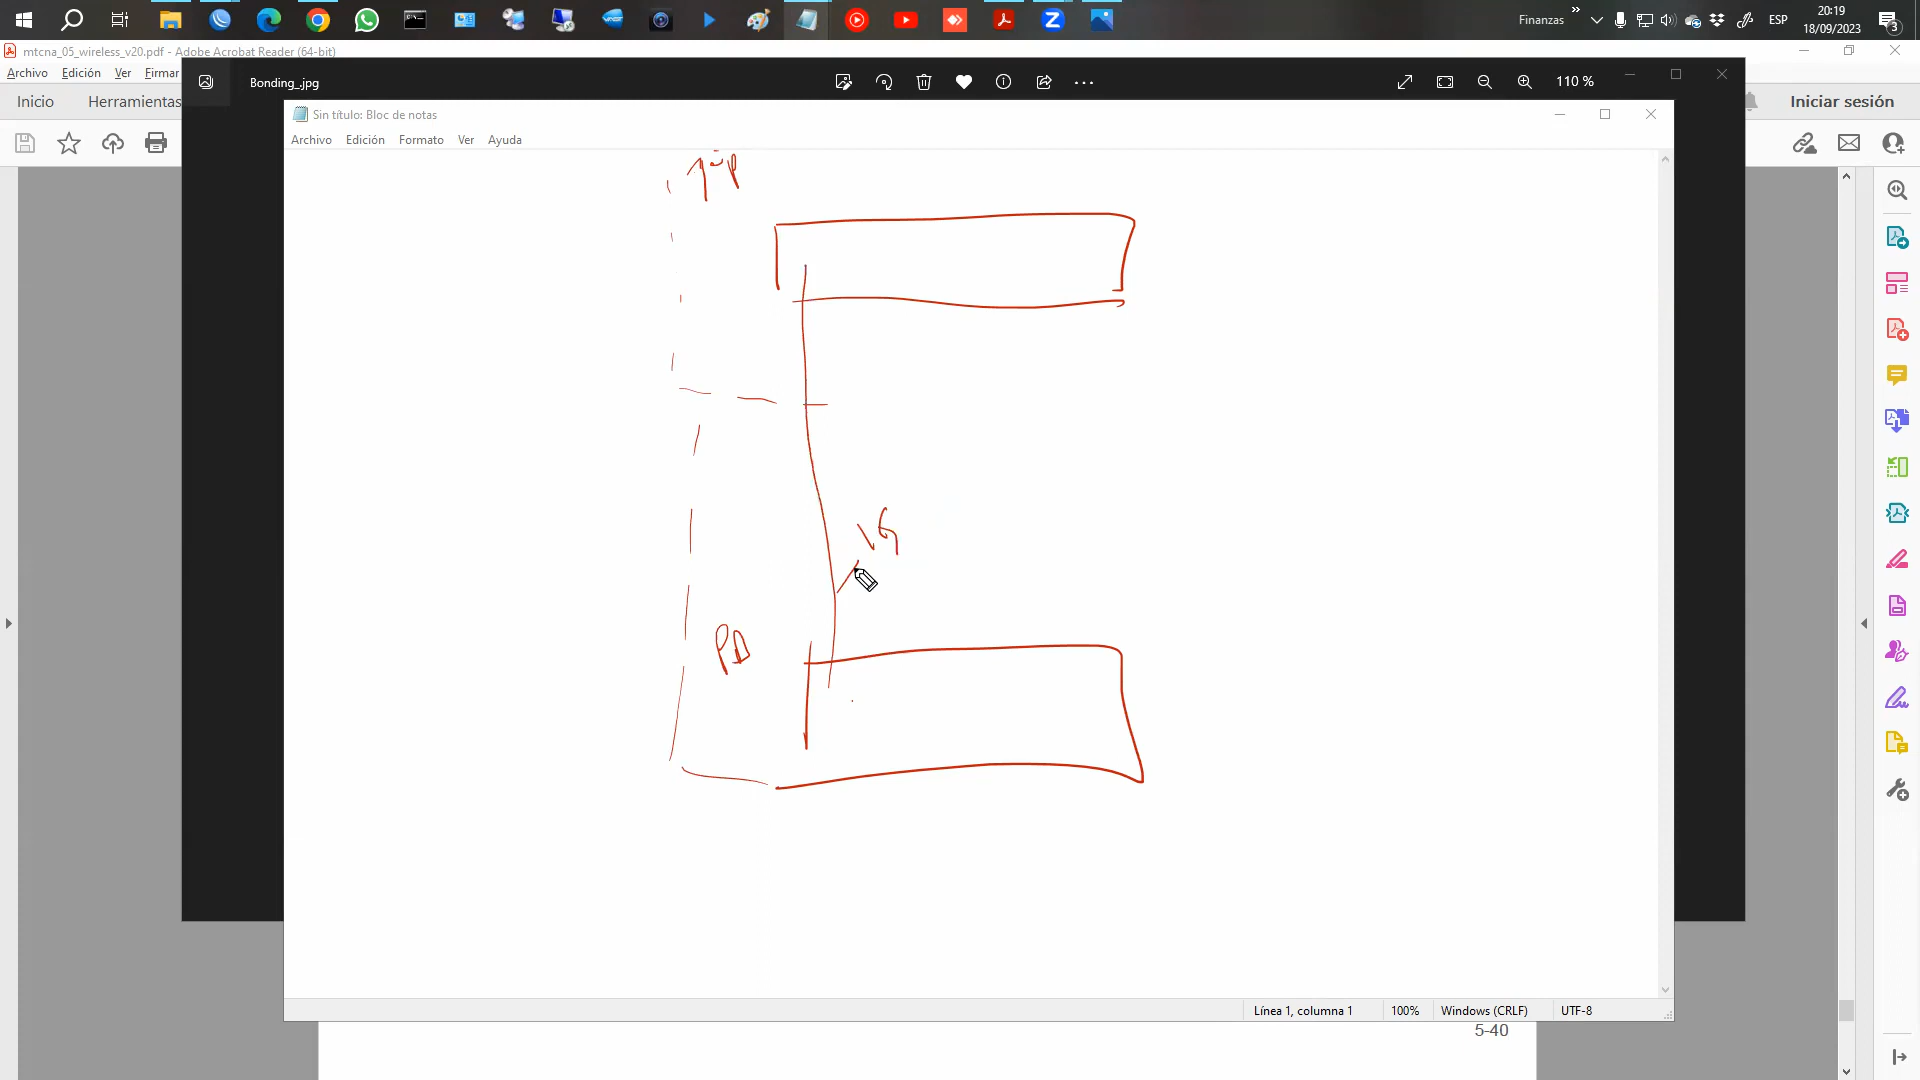 Finanzas
»
ESP
20:19
18/09/2023
3
mtcna_05_wireless_v20.pdf - Adobe Acrobat Reader (64-bit)
Archivo Edición Ver Firmar
Bonding_.jpg
110 %
Inicio Herramientas
Iniciar sesión
Sin título: Bloc de notas
Archivo Edición Formato Ver Ayuda
PD
Línea 1, columna 1 100% Windows (CRLF) UTF-8
5-40